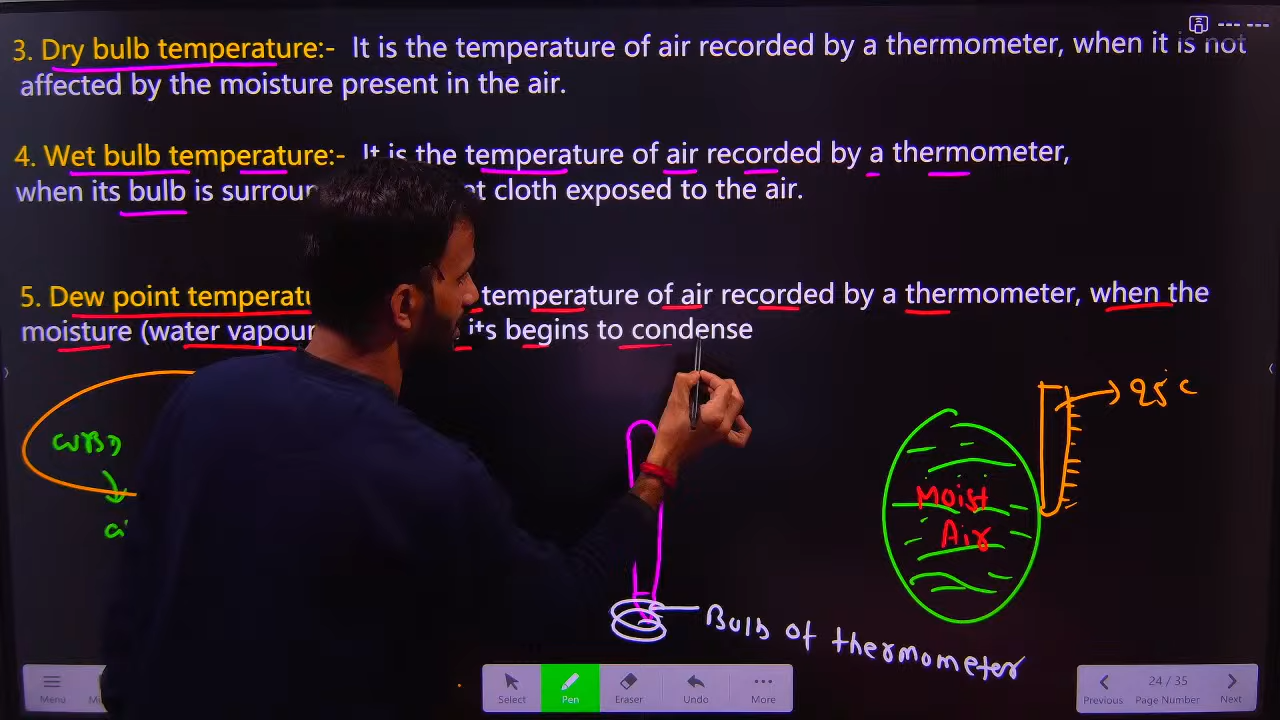 3. Dry bulb temperature:- It is the temperature of air recorded by a thermometer, when it is not
affected by the moisture present in the air.
4. Wet bulb temperature:- It is the temperature of air recorded by a thermometer,
when its bulb is cloth exposed to the air.
5. Dew point temperature of air recorded by a thermometer, when the
moisture (water its begins to condense
25°C
Moist
Air
Bulb of thermometer
Menu
Select
Pen
Eraser
Undo
More
Previous
24 / 35
Page Number
Next